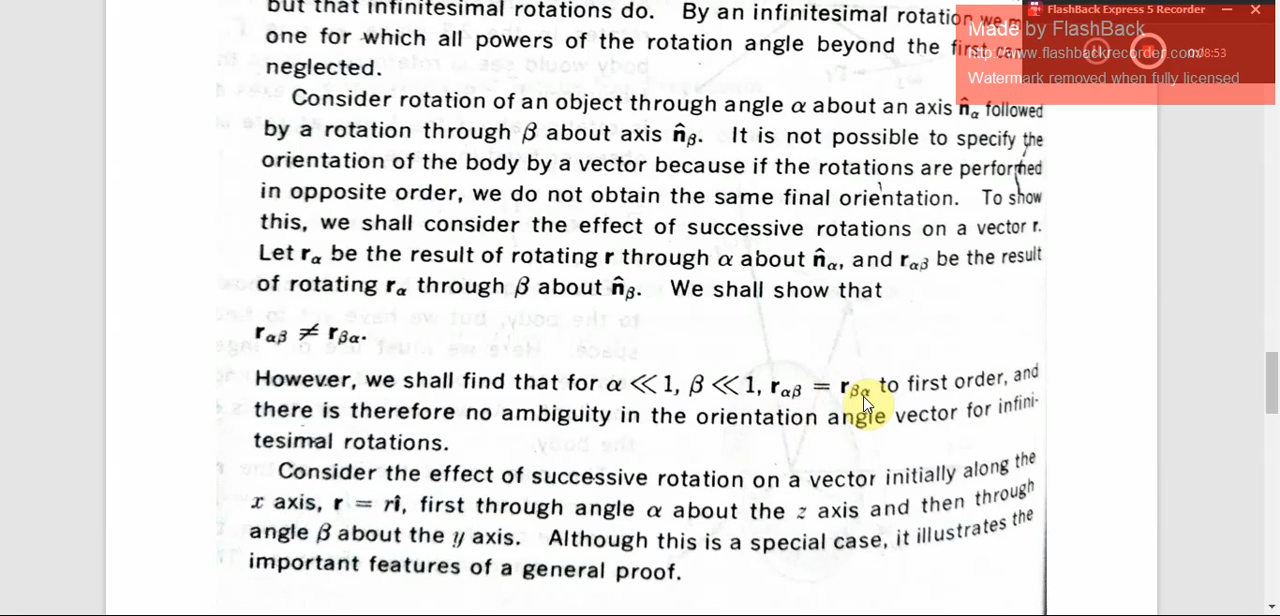 but that infinitesimal rotations do. By an infinitesimal rotation we
one for which all powers of the rotation angle beyond the first can
neglected.
Consider rotation of an object through angle α about an axis n̂α followed
by a rotation through β about axis n̂β. It is not possible to specify the
orientation of the body by a vector because if the rotations are performed
in opposite order, we do not obtain the same final orientation. To show
this, we shall consider the effect of successive rotations on a vector r.
Let rα be the result of rotating r through α about n̂α, and rαβ be the result
of rotating rα through β about n̂β. We shall show that
rαβ ≠ rβα.
However, we shall find that for α ≪ 1, β ≪ 1, rαβ = rβα to first order, and
there is therefore no ambiguity in the orientation angle vector for infini-
tesimal rotations.
Consider the effect of successive rotation on a vector initially along the
x axis, r = rî, first through angle α about the z axis and then through
angle β about the y axis. Although this is a special case, it illustrates the
important features of a general proof.
FlashBack Express 5 Recorder
Made by FlashBack
http://www.flashbackrecorder.com/
0:08:53
Watermark removed when fully licensed